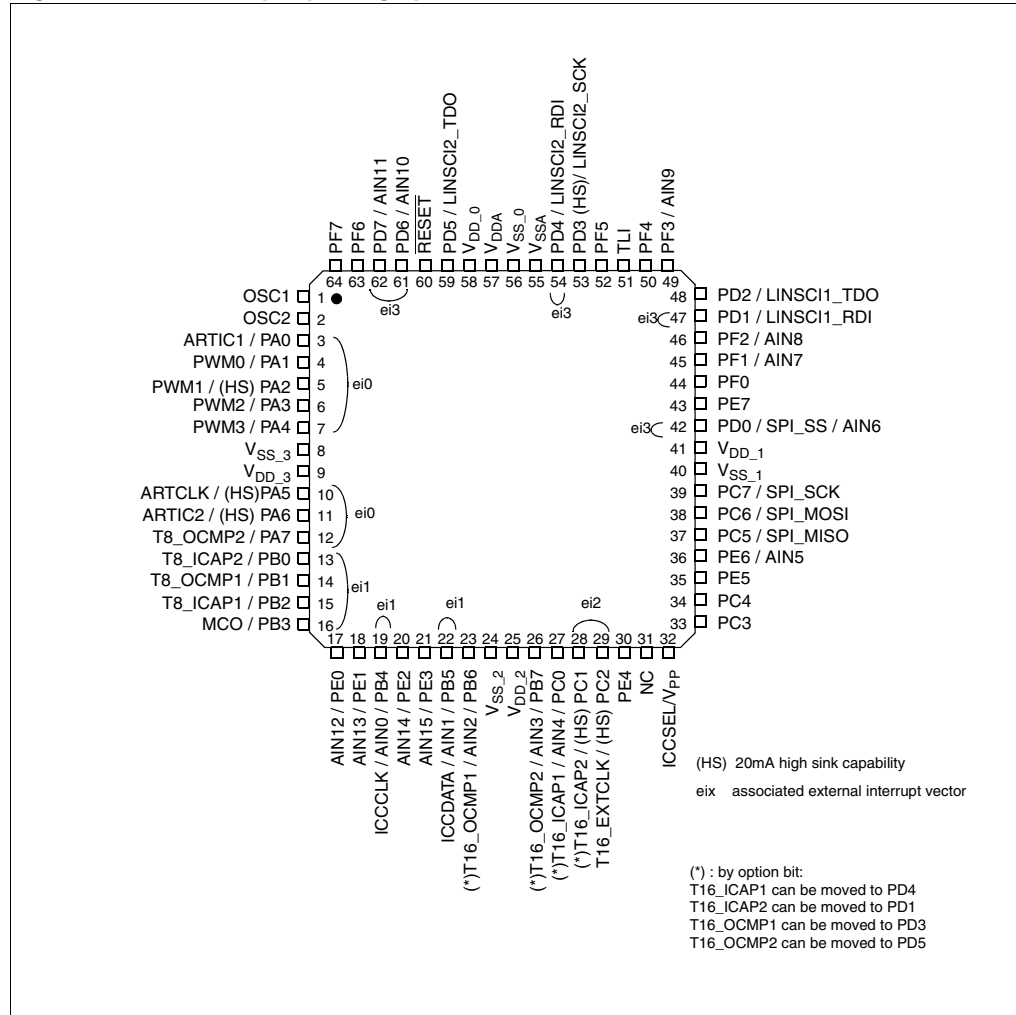 PF7
PF6
PD7 / AIN11
PD6 / AIN10
RESET
PD5 / LINSCI2_TDO
VDD_0
VDDA
VSS_0
VSSA
PD4 / LINSCI2_RDI
PD3 (HS)/ LINSCI2_SCK
PF5
TLI
PF4
PF3 / AIN9
64 63 62 61 60 59 58 57 56 55 54 53 52 51 50 49
ei3
ei3
OSC1 1
OSC2 2
ARTIC1 / PA0 3
PWM0 / PA1 4
PWM1 / (HS) PA2 5
PWM2 / PA3 6
PWM3 / PA4 7
ei0
VSS_3 8
VDD_3 9
ARTCLK / (HS)PA5 10
ARTIC2 / (HS) PA6 11
T8_OCMP2 / PA7 12
ei0
T8_ICAP2 / PB0 13
T8_OCMP1 / PB1 14
T8_ICAP1 / PB2 15
MCO / PB3 16
ei1
48 PD2 / LINSCI1_TDO
ei3 47 PD1 / LINSCI1_RDI
46 PF2 / AIN8
45 PF1 / AIN7
44 PF0
43 PE7
ei3 42 PD0 / SPI_SS / AIN6
41 VDD_1
40 VSS_1
39 PC7 / SPI_SCK
38 PC6 / SPI_MOSI
37 PC5 / SPI_MISO
36 PE6 / AIN5
35 PE5
34 PC4
33 PC3
ei1
ei1
ei2
17 18 19 20 21 22 23 24 25 26 27 28 29 30 31 32
AIN12 / PE0
AIN13 / PE1
ICCCLK / AIN0 / PB4
AIN14 / PE2
AIN15 / PE3
ICCDATA / AIN1 / PB5
(*)T16_OCMP1 / AIN2 / PB6
VSS_2
VDD_2
(*)T16_OCMP2 / AIN3 / PB7
(*)T16_ICAP1 / AIN4 / PC0
(*)T16_ICAP2 / (HS) PC1
T16_EXTCLK / (HS) PC2
PE4
NC
ICCSEL/VPP
(HS) 20mA high sink capability
eix associated external interrupt vector
(*) : by option bit:
T16_ICAP1 can be moved to PD4
T16_ICAP2 can be moved to PD1
T16_OCMP1 can be moved to PD3
T16_OCMP2 can be moved to PD5